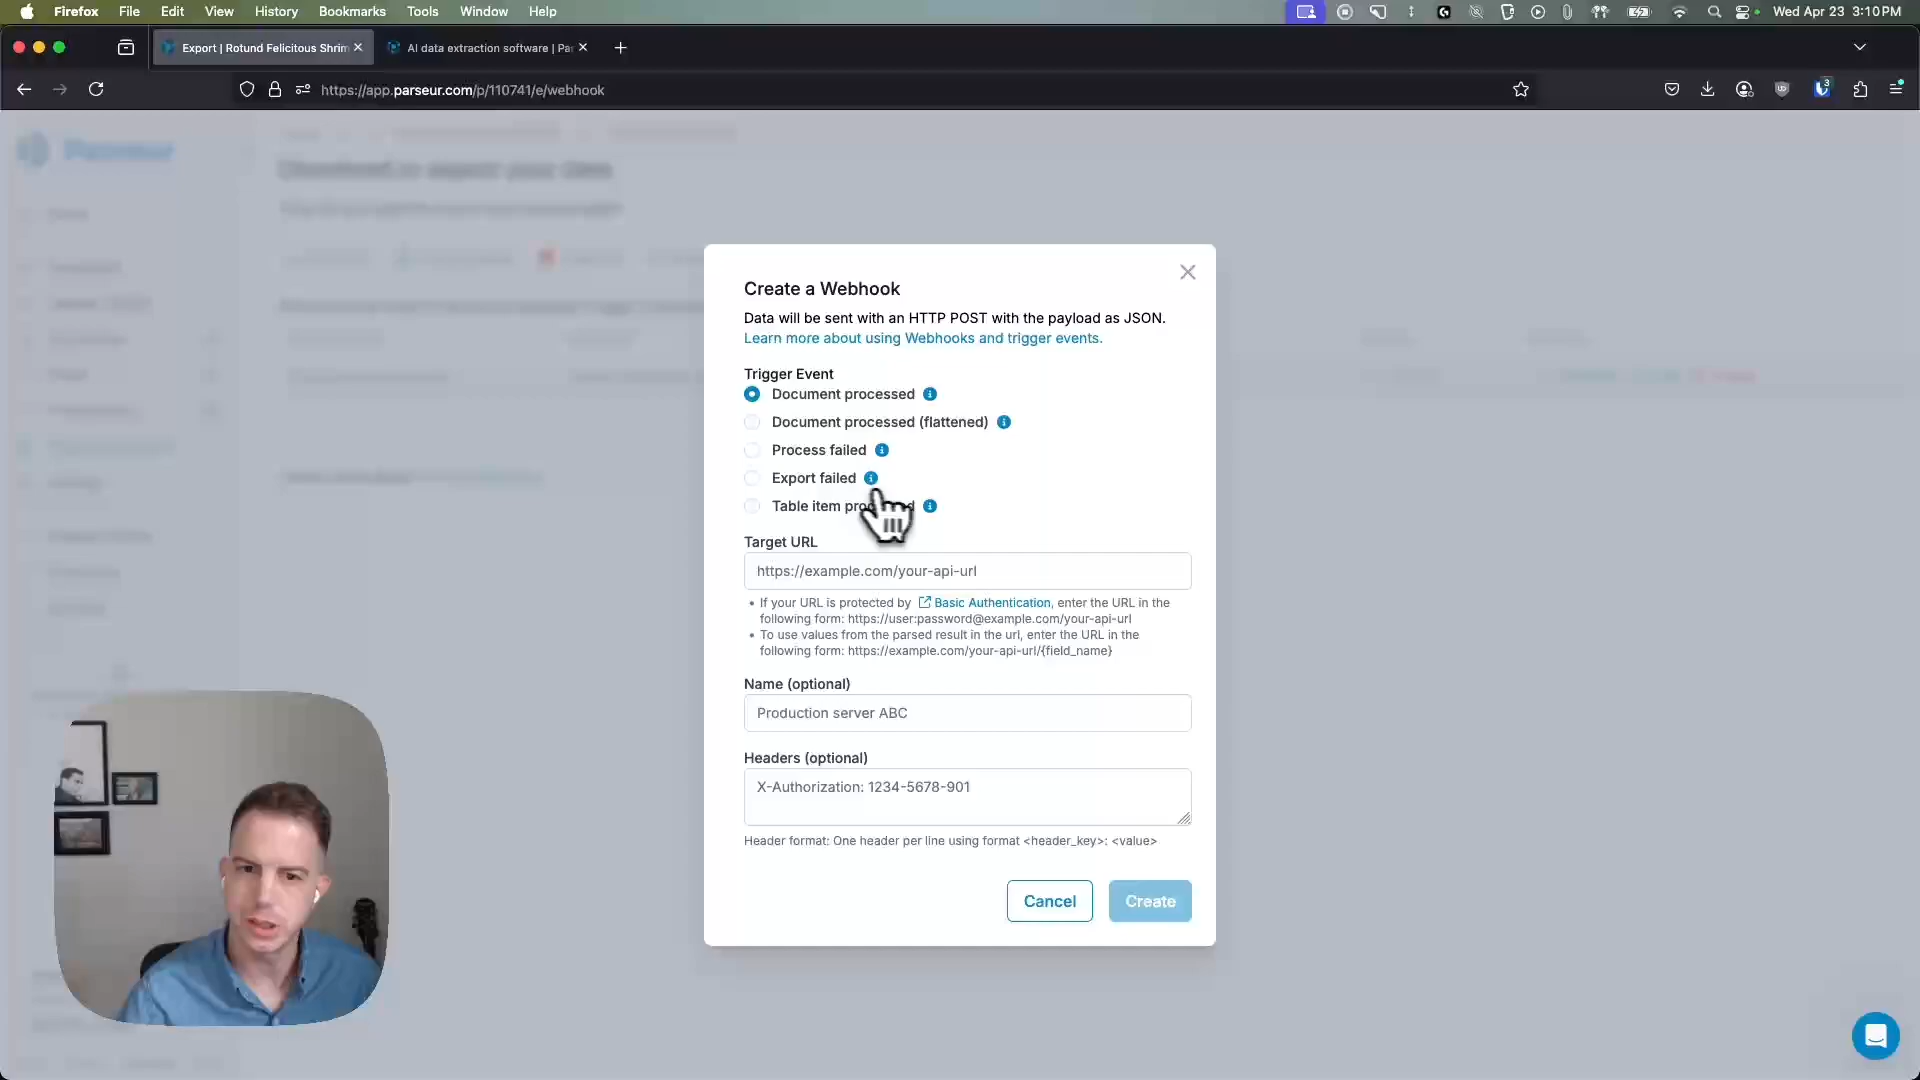 Firefox File Edit View History Bookmarks Tools Window Help Wed Apr 23 3:10 PM
Export | Rotund Felicitous Shrim AI data extraction software | Pa
https://app.parseur.com/p/110741/e/webhook
3
Parseur
Create a Webhook
Data will be sent with an HTTP POST with the payload as JSON.
Learn more about using Webhooks and trigger events.
Trigger Event
Document processed
Document processed (flattened)
Process failed
Export failed
Table item
Target URL
https://example.com/your-api-url
• If your URL is protected by Basic Authentication, enter the URL in the
following form: https://user:password@example.com/your-api-url
• To use values from the parsed result in the url, enter the URL in the
following form: https://example.com/your-api-url/{field_name}
Name (optional)
Production server ABC
Headers (optional)
X-Authorization: 1234-5678-901
Header format: One header per line using format <header_key>: <value>
Cancel Create